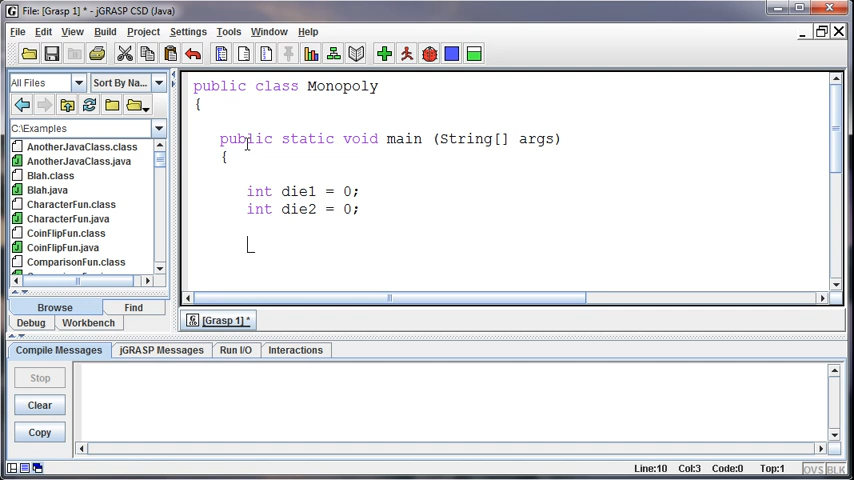 File: [Grasp 1] * - jGRASP CSD (Java)
File Edit View Build Project Settings Tools Window Help
All Files
Sort By Na...
C:\Examples
AnotherJavaClass.class
AnotherJavaClass.java
Blah.class
Blah.java
CharacterFun.class
CharacterFun.java
CoinFlipFun.class
CoinFlipFun.java
ComparisonFun.class
Browse Find
Debug Workbench
public class Monopoly
{
public static void main (String[] args)
{
int die1 = 0;
int die2 = 0;
[Grasp 1] *
Compile Messages jGRASP Messages Run I/O Interactions
Stop
Clear
Copy
Line:10 Col:3 Code:0 Top:1 OVS BLK